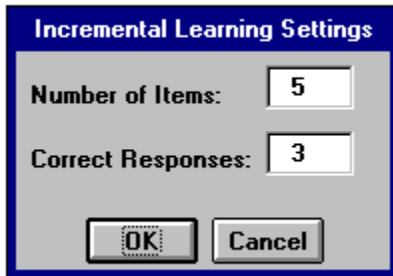 Incremental Learning Settings
Number of Items: 5
Correct Responses: 3
OK Cancel